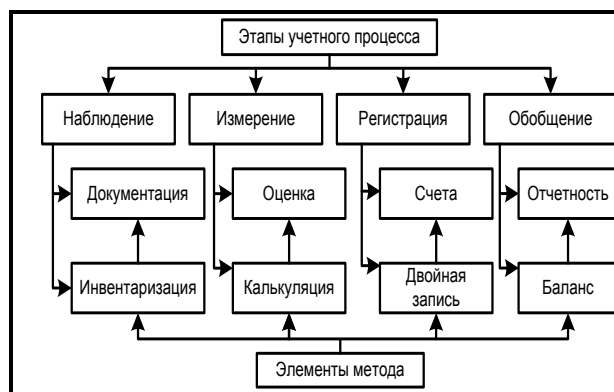 Этапы учетного процесса
Наблюдение
Измерение
Регистрация
Обобщение
Документация
Оценка
Счета
Отчетность
Инвентаризация
Калькуляция
Двойная
запись
Баланс
Элементы метода